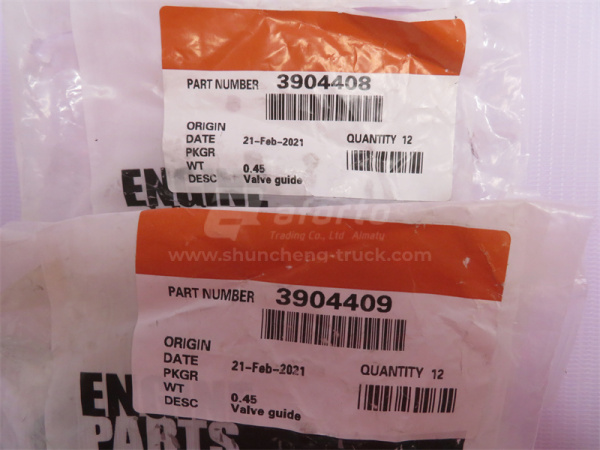 PART NUMBER 3904408
ORIGIN
DATE 21-Feb-2021 QUANTITY 12
PKGR
WT 0.45
DESC Valve guide
ENGINE
aforto
Trading Co., Ltd Almaty
www.shuncheng-truck.com
PART NUMBER 3904409
ORIGIN
DATE 21-Feb-2021 QUANTITY 12
PKGR
WT 0.45
DESC Valve guide
PARTS